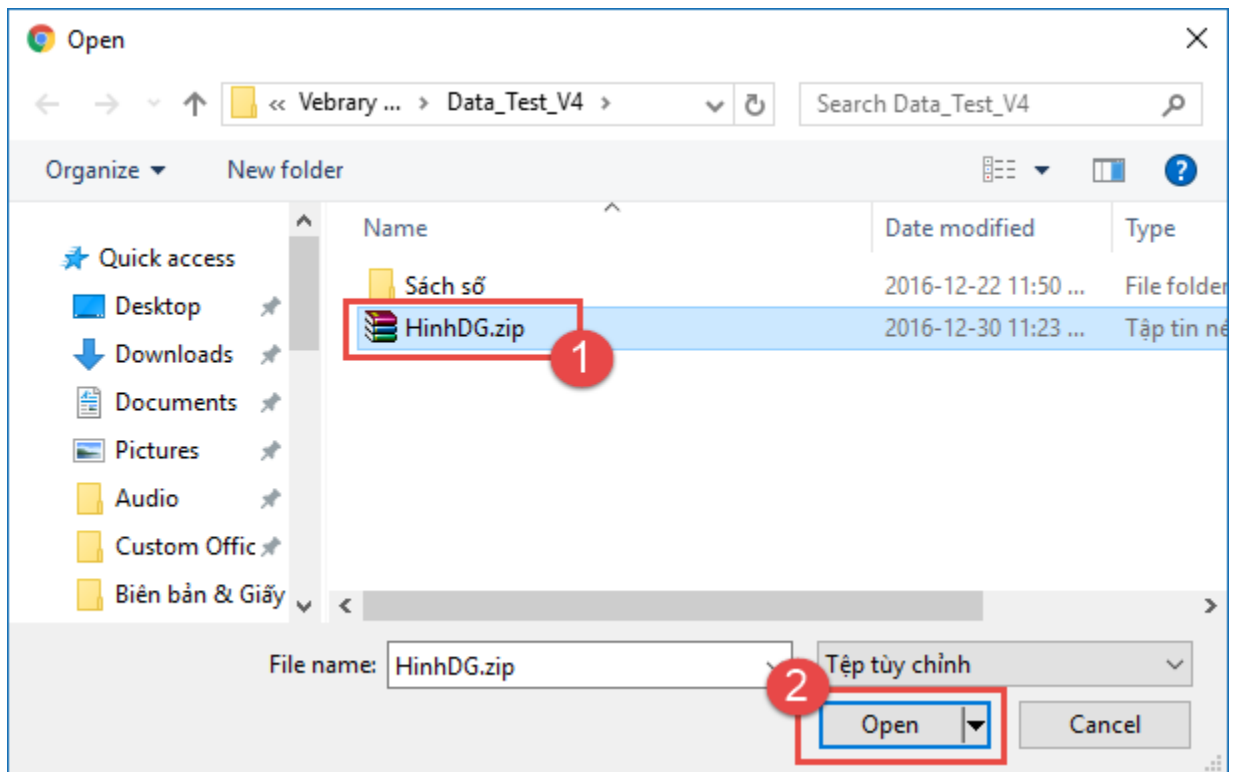 Open
« Vebrary ... › Data_Test_V4 ›
Search Data_Test_V4
Organize
New folder
?
Name
Date modified
Type
Quick access
Desktop
Downloads
Documents
Pictures
Audio
Custom Offic
Biên bản & Giấy
Sách số
2016-12-22 11:50 ...
File folder
HinhDG.zip
2016-12-30 11:23 ...
Tập tin né
1
File name:
HinhDG.zip
Tệp tùy chỉnh
2
Open
Cancel